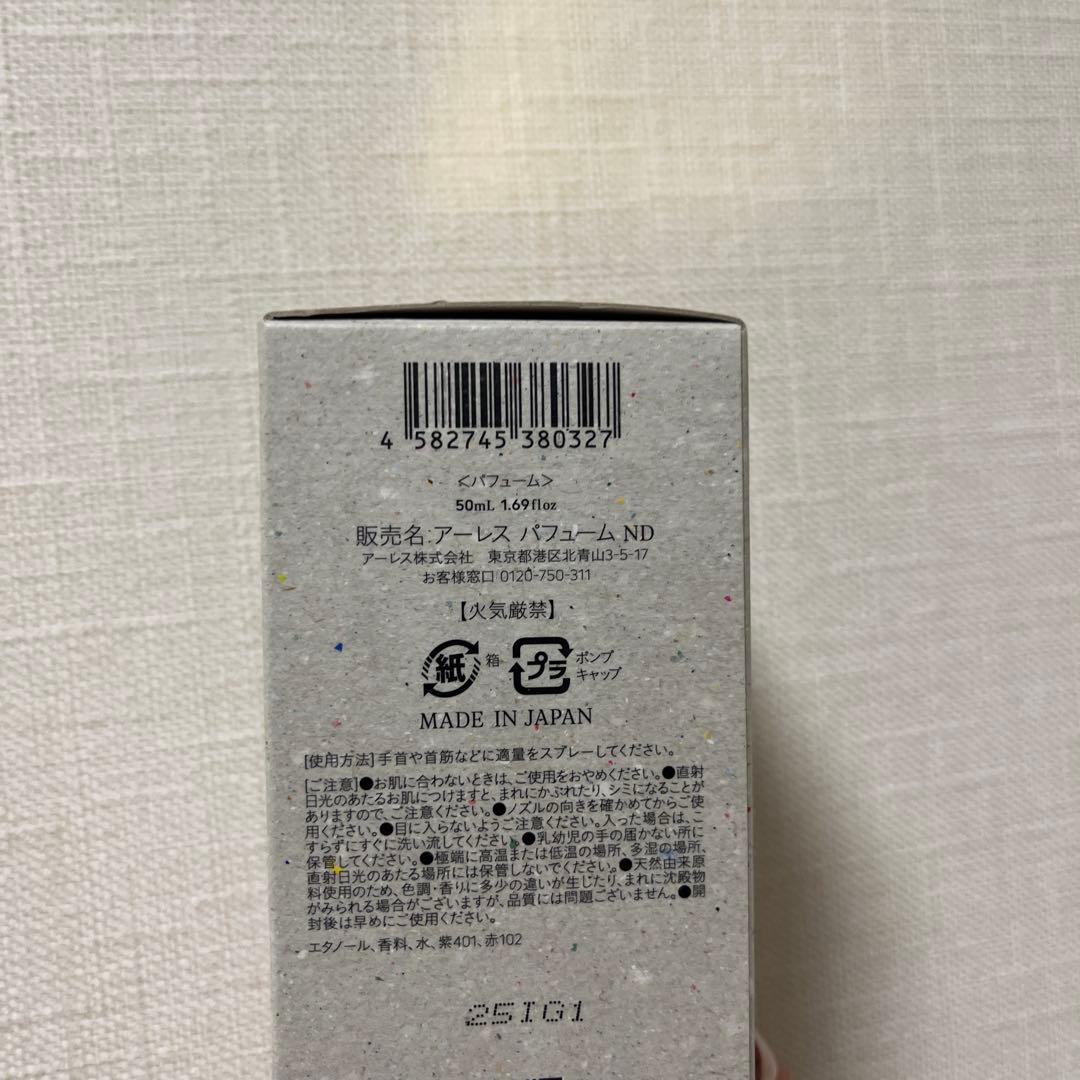 4 582745 380327
<パフューム>
50mL 1.69floz
販売名:アーレス パフューム ND
アーレス株式会社 東京都港区北青山3-5-17
お客様窓口 0120-750-311
【火気厳禁】
紙 箱 プラ ポンプ
キャップ
MADE IN JAPAN
[使用方法]手首や首筋などに適量をスプレーしてください。
[ご注意]●お肌に合わないときは、ご使用をおやめください。●直射
日光のあたるお肌につけますと、まれにかぶれたり、シミになることが
ありますので、ご注意ください。●ノズルの向きを確かめてからご使
用ください。●目に入らないようご注意ください。入った場合は、こ
すらずにすぐに洗い流してください。●乳幼児の手の届かない所に
保管してください。●極端に高温または低温の場所、多湿の場所、
直射日光のあたる場所には保管しないでください。●天然由来原
料使用のため、色調・香りに多少の違いが生じたり、まれに沈殿物
がみられる場合がございますが、品質には問題ございません。●開
封後は早めにご使用ください。
エタノール、香料、水、紫401、赤102
25IG1